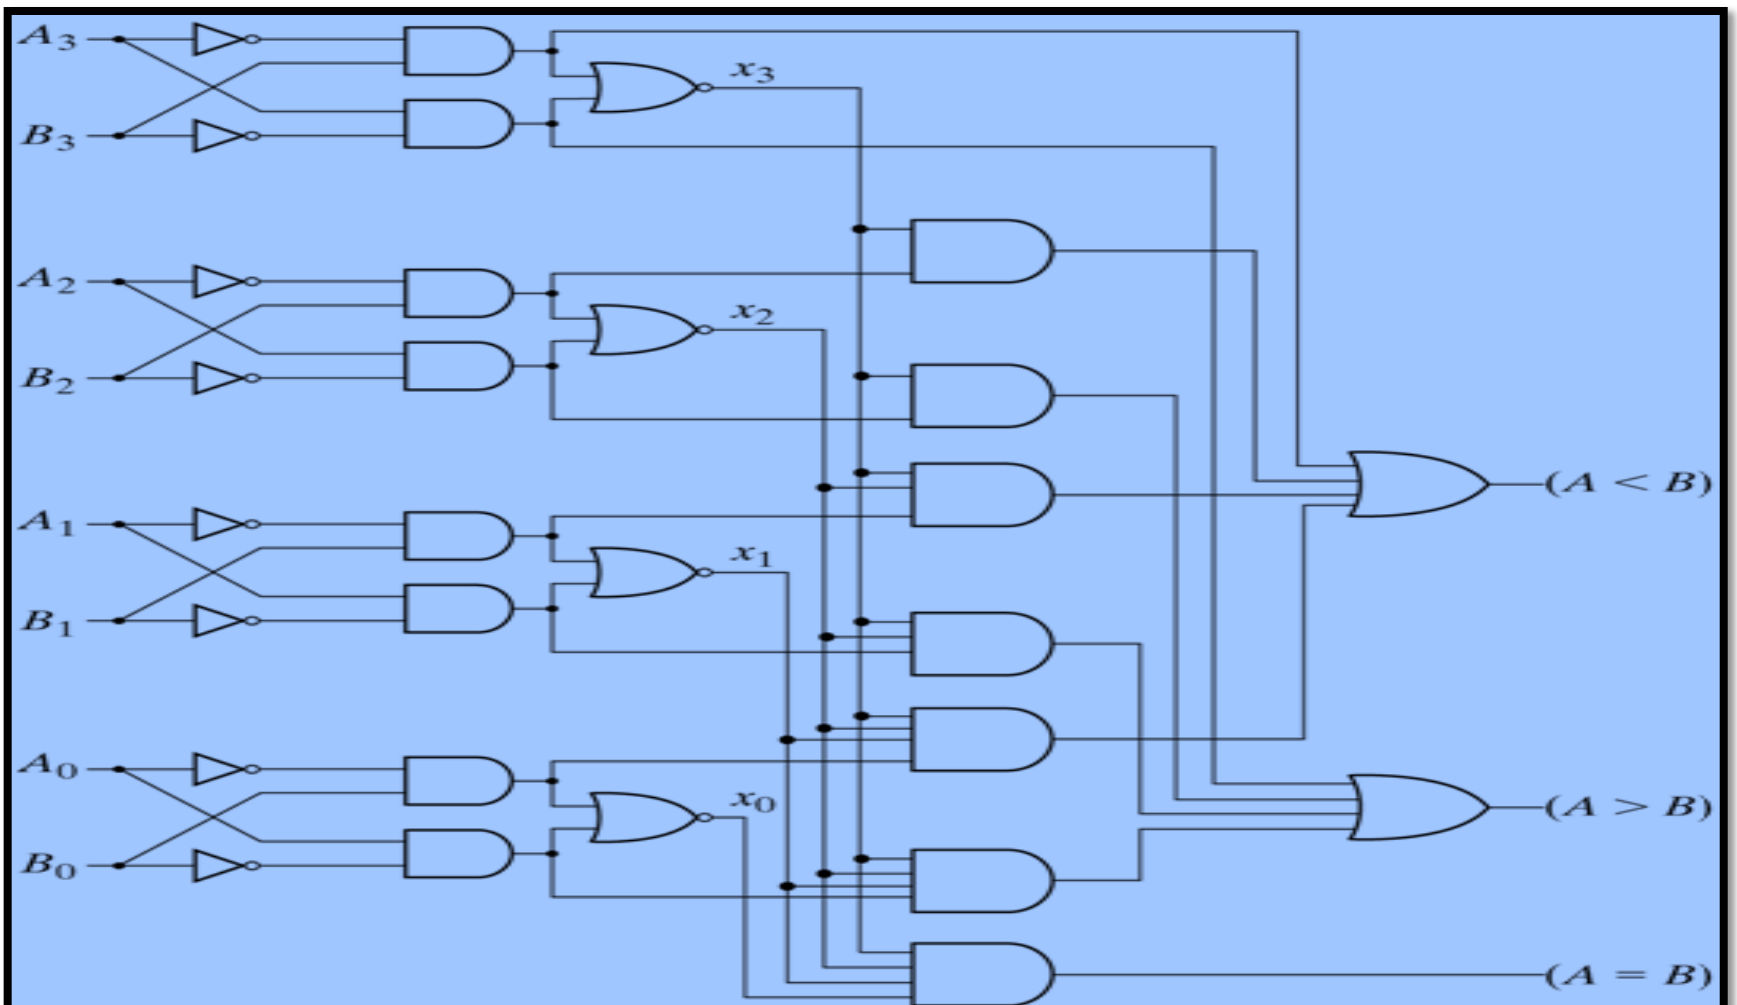 A3
x3
B3
A2
x2
B2
(A < B)
A1
x1
B1
A0
x0
(A > B)
B0
(A = B)